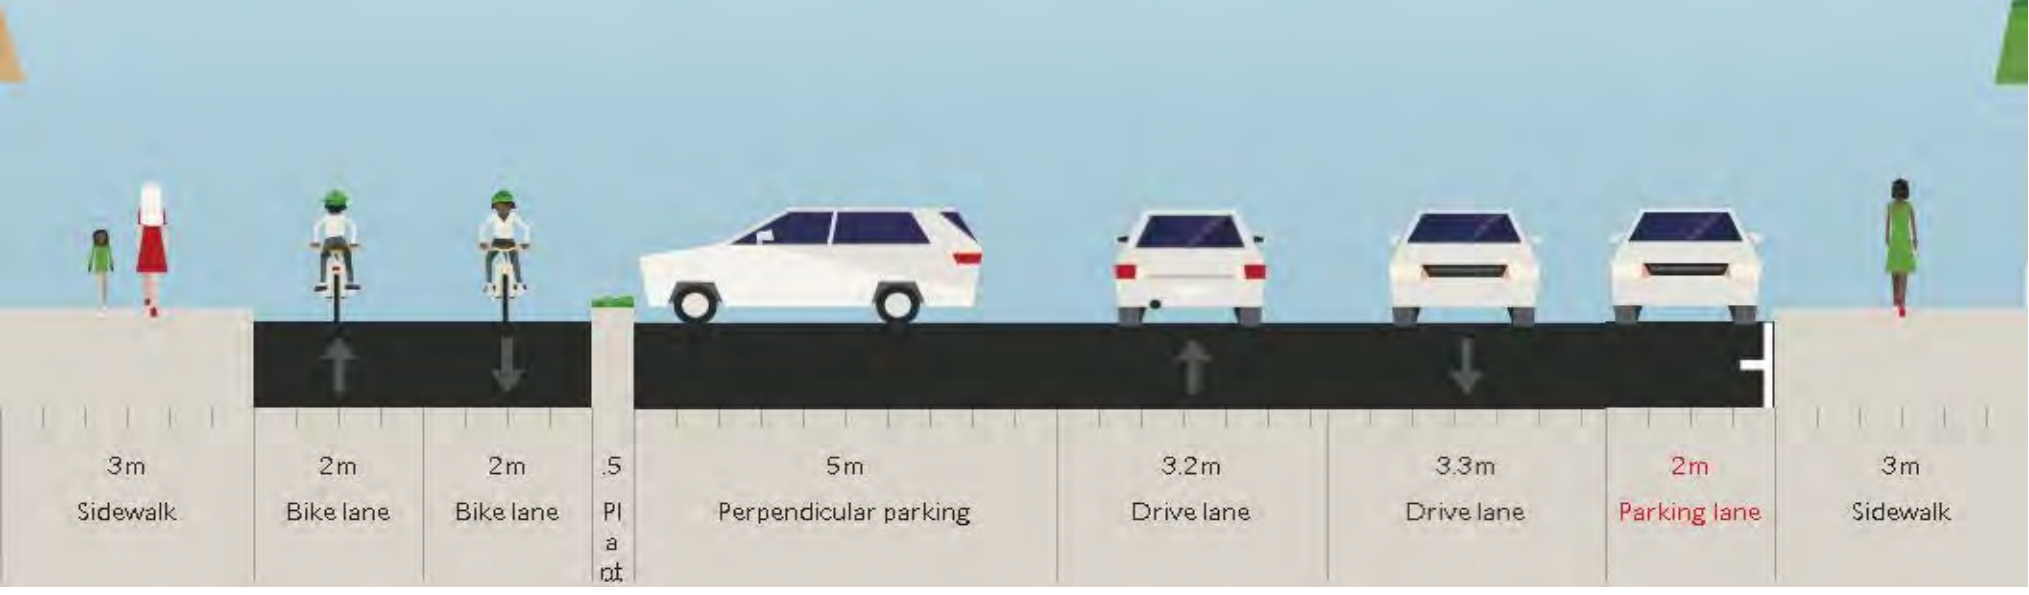 3m 2m 2m .5 5m 3.2m 3.3m 2m 3m
Sidewalk Bike lane Bike lane Pl Perpendicular parking Drive lane Drive lane Parking lane Sidewalk
a
nt